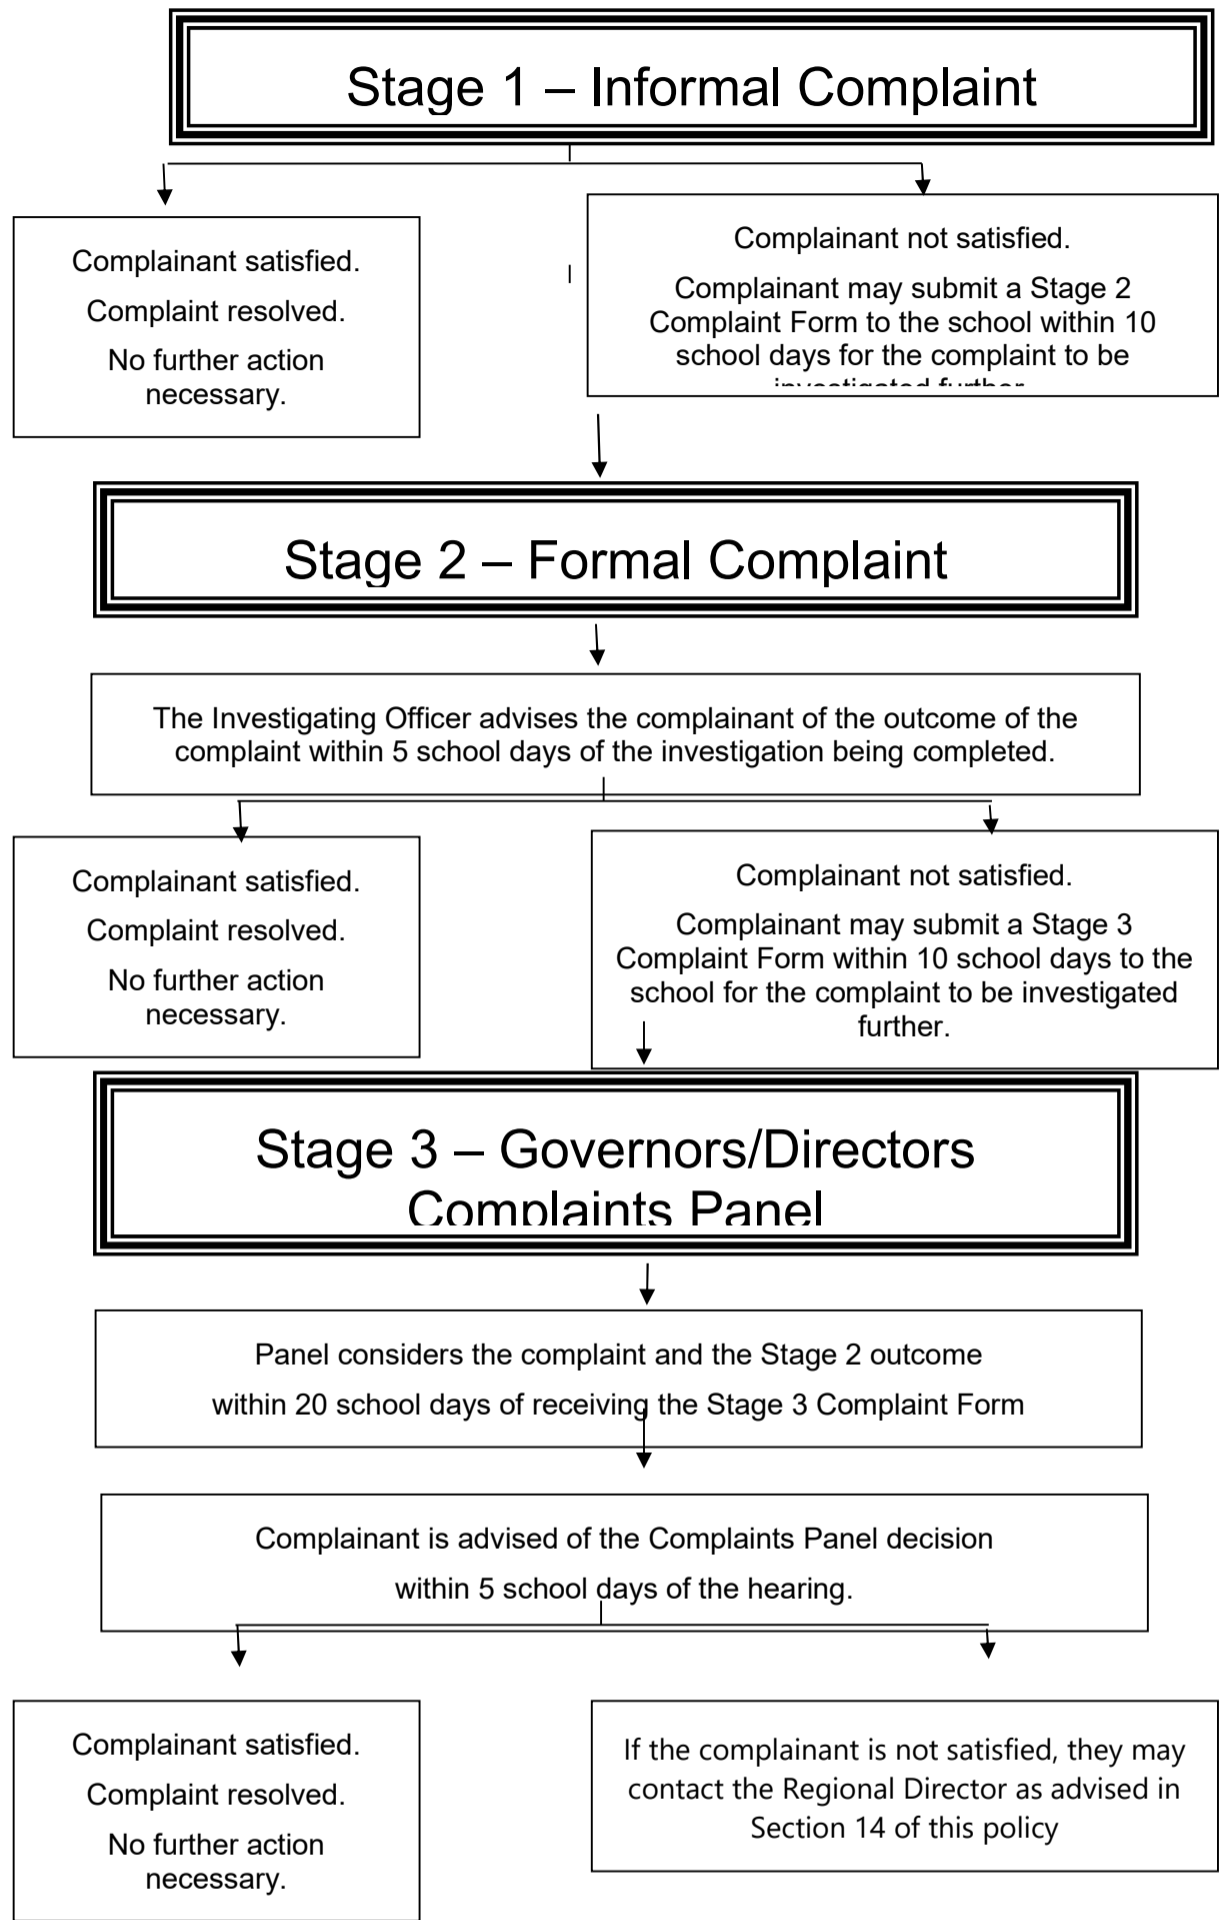 Stage 1 – Informal Complaint
Complainant satisfied.
Complaint resolved.
No further action
necessary.
Complainant not satisfied.
Complainant may submit a Stage 2
Complaint Form to the school within 10
school days for the complaint to be
investigated further.
Stage 2 – Formal Complaint
The Investigating Officer advises the complainant of the outcome of the
complaint within 5 school days of the investigation being completed.
Complainant satisfied.
Complaint resolved.
No further action
necessary.
Complainant not satisfied.
Complainant may submit a Stage 3
Complaint Form within 10 school days to the
school for the complaint to be investigated
further.
Stage 3 – Governors/Directors
Complaints Panel
Panel considers the complaint and the Stage 2 outcome
within 20 school days of receiving the Stage 3 Complaint Form
Complainant is advised of the Complaints Panel decision
within 5 school days of the hearing.
Complainant satisfied.
Complaint resolved.
No further action
necessary.
If the complainant is not satisfied, they may
contact the Regional Director as advised in
Section 14 of this policy